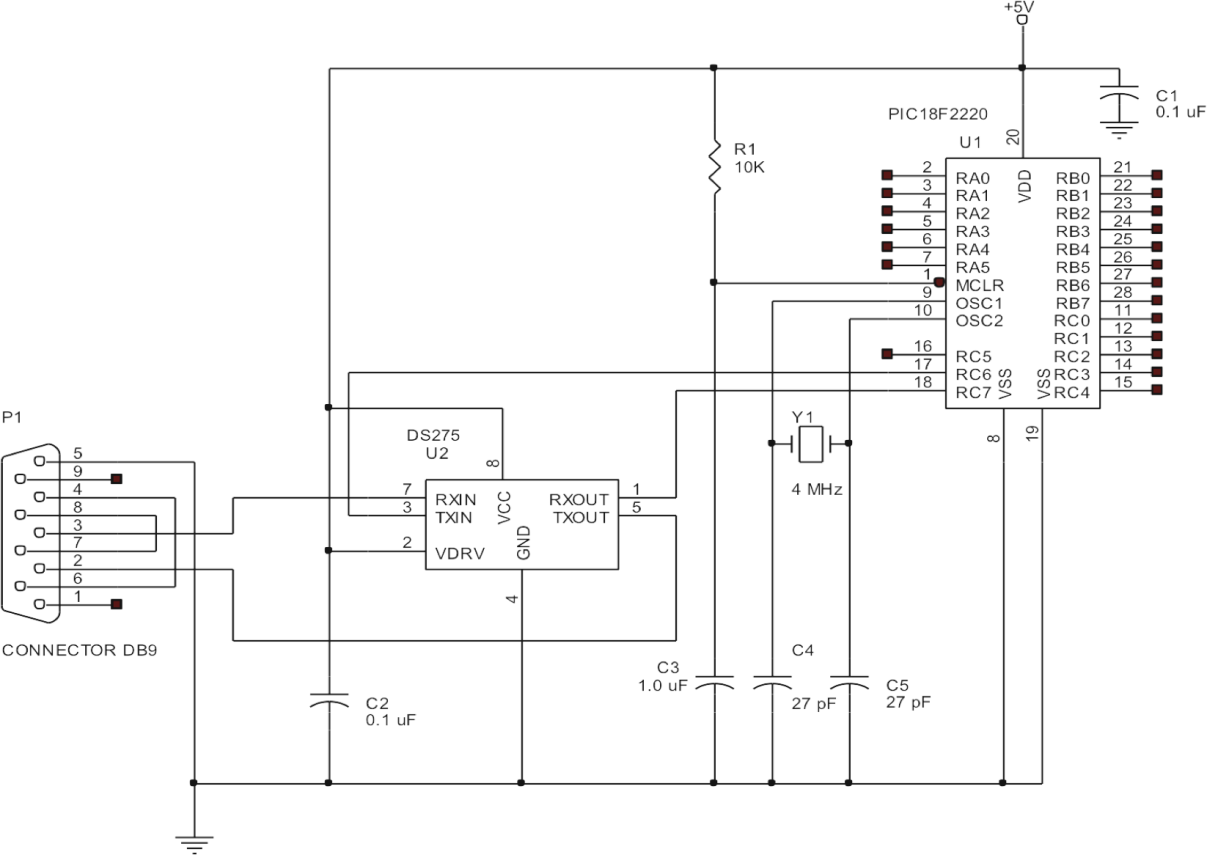 +5V
C1
0.1 uF
PIC18F2220
U1
20
R1
10K
VDD
2 RA0 RB0 21
3 RA1 RB1 22
4 RA2 RB2 23
5 RA3 RB3 24
6 RA4 RB4 25
7 RA5 RB5 26
1 MCLR RB6 27
9 OSC1 RB7 28
10 OSC2 RC0 11
RC1 12
16 RC5 RC2 13
17 RC6 VSS VSS RC3 14
18 RC7 RC4 15
8 19
P1
5
9
4
8
3
7
2
6
1
CONNECTOR DB9
DS275
U2
8
7 RXIN VCC RXOUT 1
3 TXIN TXOUT 5
2 VDRV GND
4
Y1
4 MHz
C2
0.1 uF
C3
1.0 uF
C4
27 pF
C5
27 pF